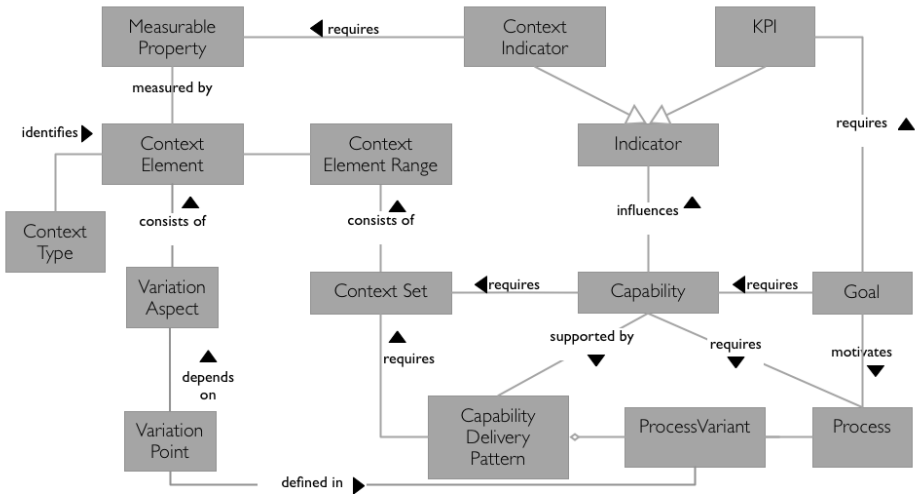 Measurable
Property
requires
Context
Indicator
KPI
measured by
identifies
Context
Element
Context
Element Range
Indicator
requires
Context
Type
consists of
consists of
influences
Variation
Aspect
Context Set
requires
Capability
requires
Goal
supported by
requires
motivates
requires
depends
on
Variation
Point
Capability
Delivery
Pattern
ProcessVariant
Process
defined in